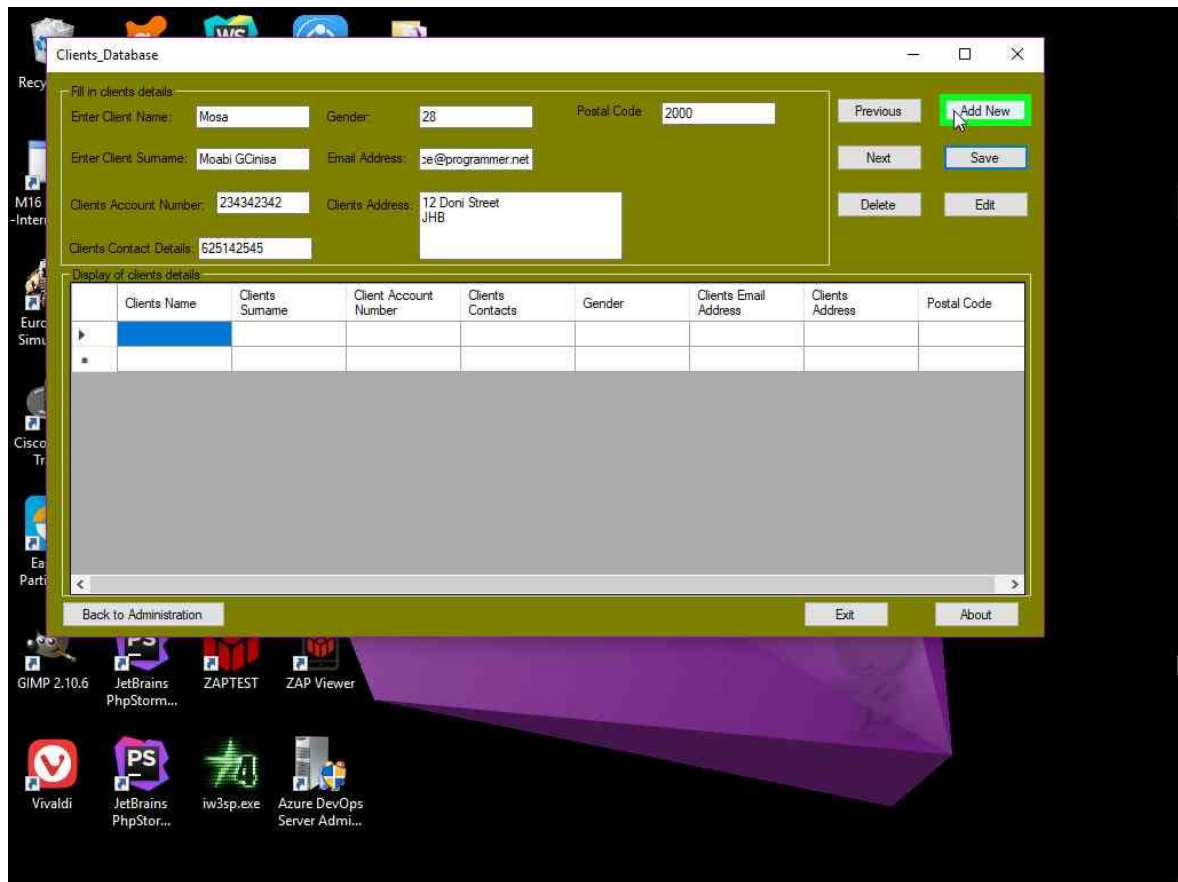 WS
Clients_Database
Recy
Fill in clients details
Enter Client Name: Mosa Gender: 28 Postal Code 2000 Previous Add New
Enter Client Surname: Moabi GCinisa Email Address: ce@programmer.net Next Save
M16
-Intern
Clients Account Number: 234342342 Clients Address: 12 Doni Street
JHB
Delete Edit
Clients Contact Details: 625142545
Display of clients details
Clients Name Clients Surname Client Account Number Clients Contacts Gender Clients Email Address Clients Address Postal Code
Euro
Simu
Cisco
Tr
Ea
Parti
Back to Administration Exit About
PS
GIMP 2.10.6 JetBrains PhpStorm... ZAPTEST ZAP Viewer
PS 4
Vivaldi JetBrains PhpStor... iw3sp.exe Azure DevOps Server Admi...